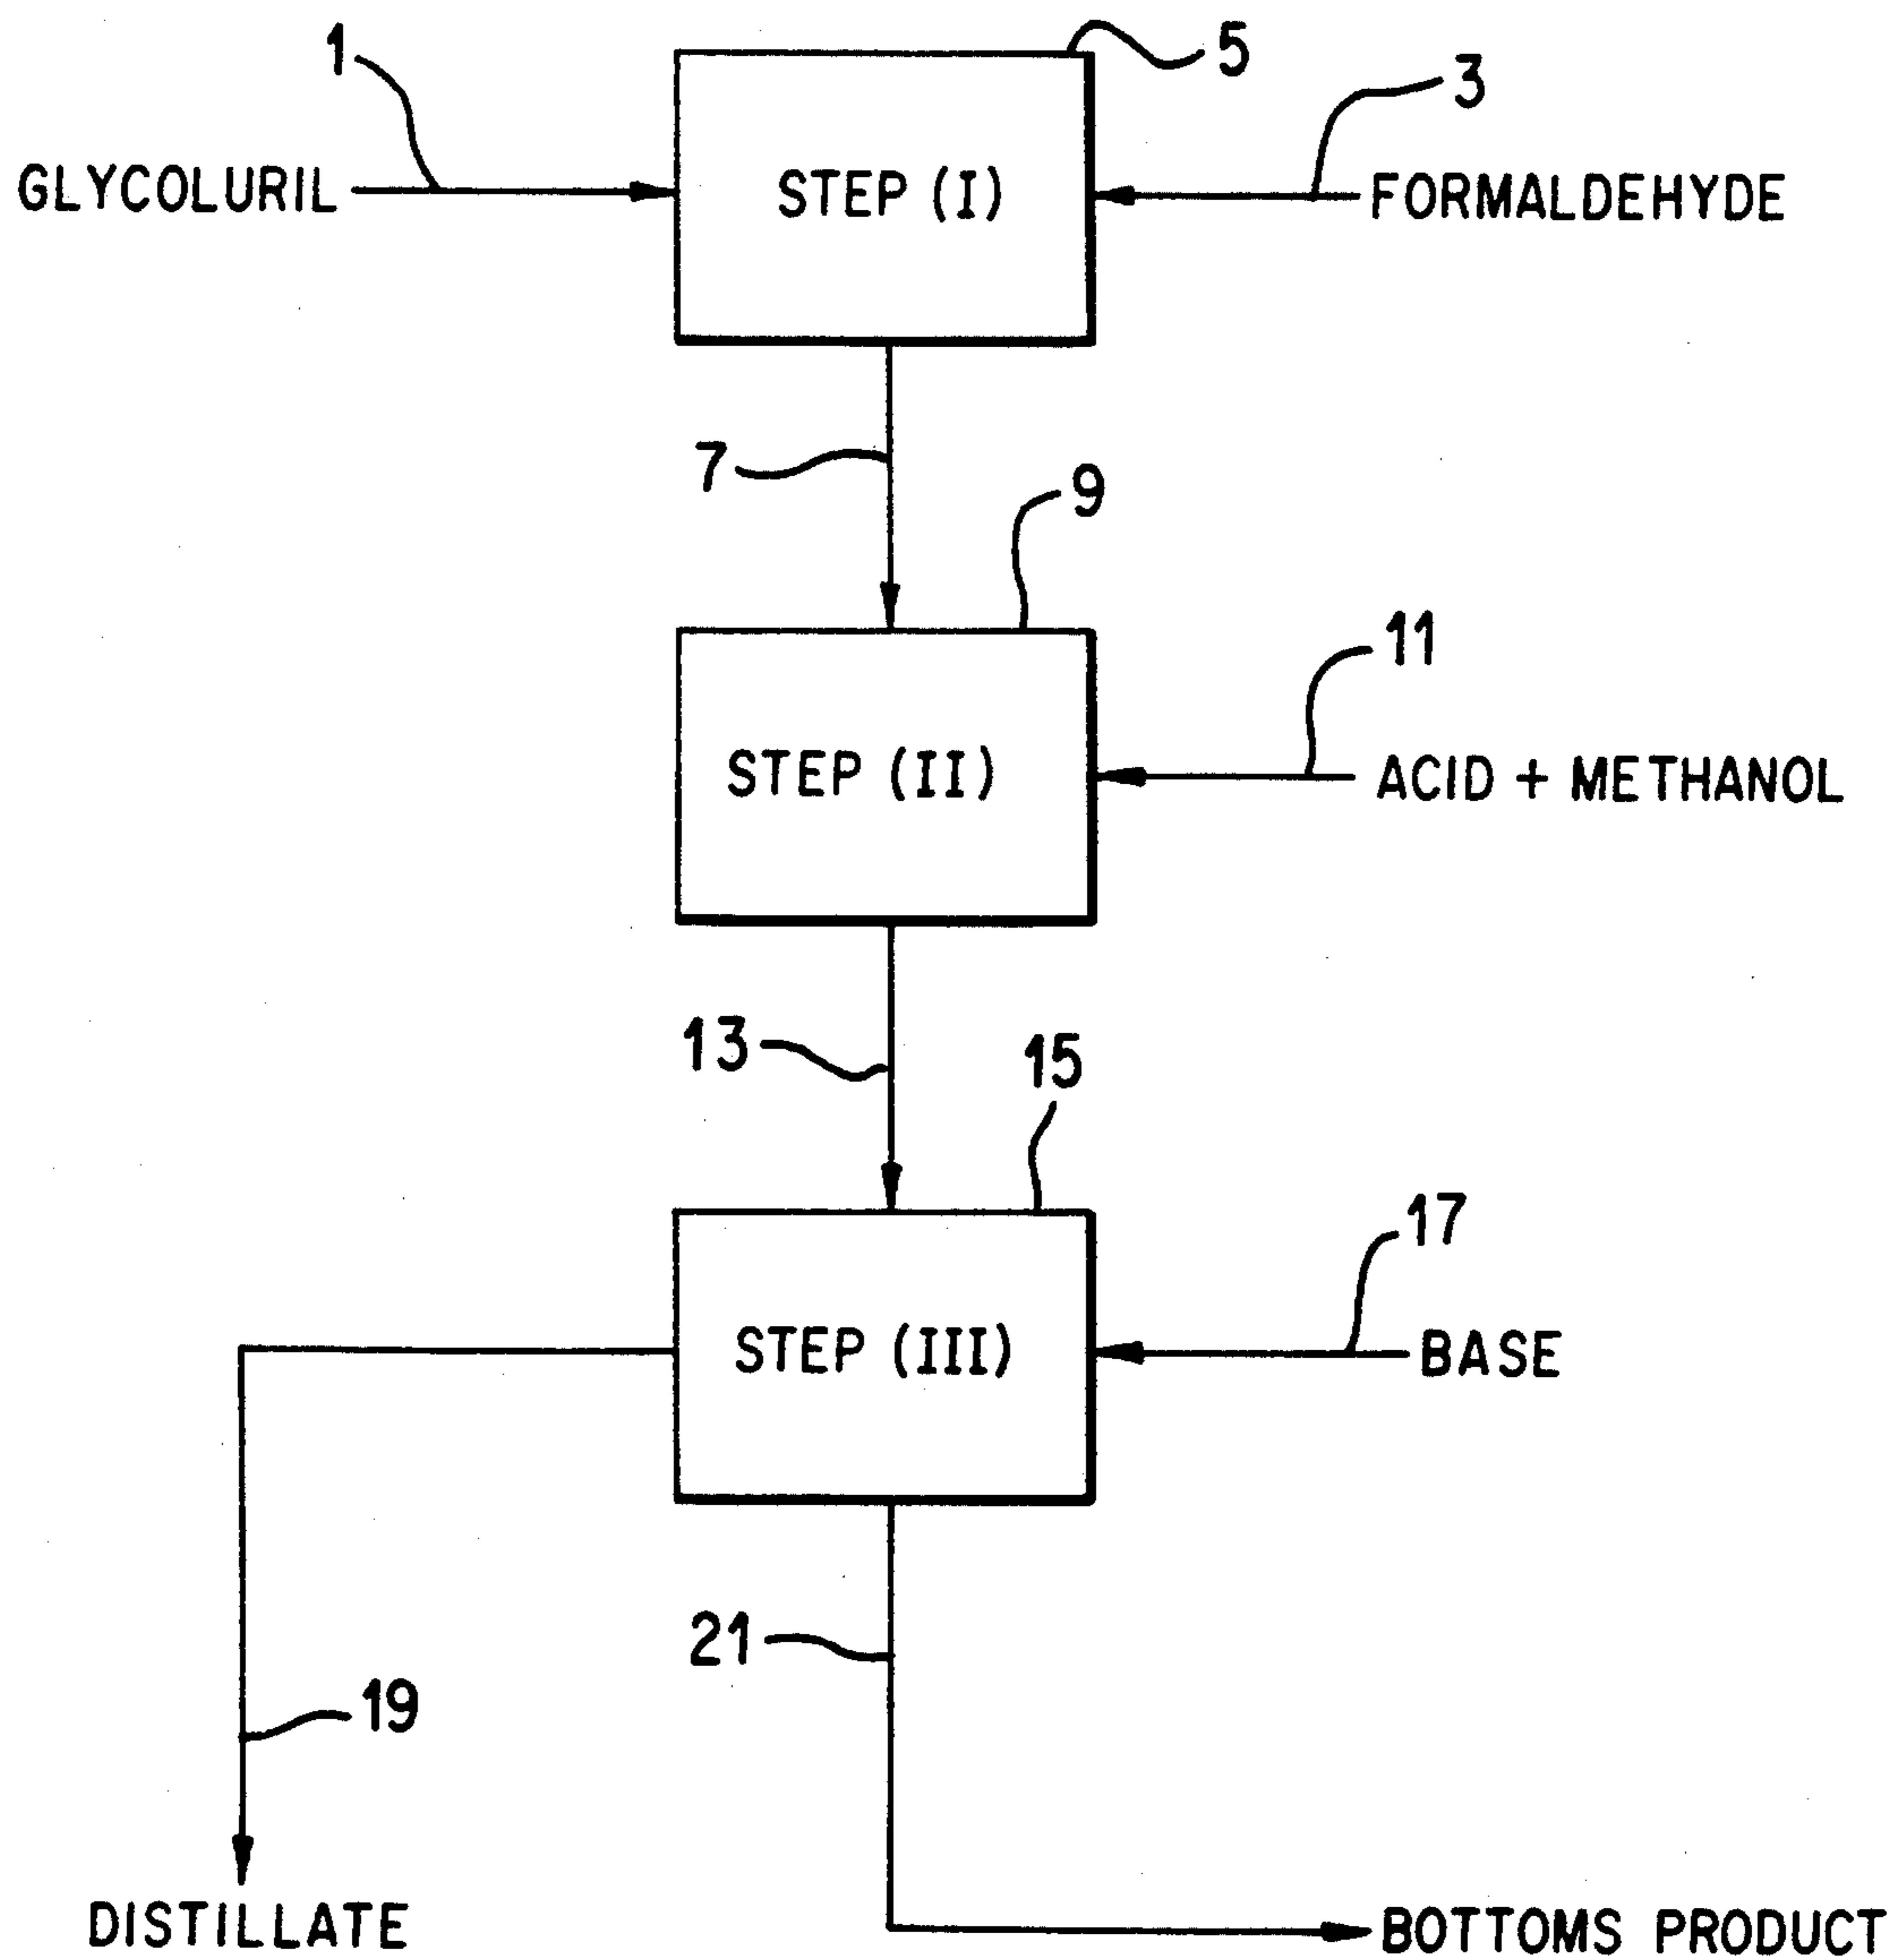 1
5
3
GLYCOLURIL
STEP (I)
FORMALDEHYDE
7
9
11
STEP (II)
ACID + METHANOL
13
15
17
STEP (III)
BASE
21
19
DISTILLATE
BOTTOMS PRODUCT